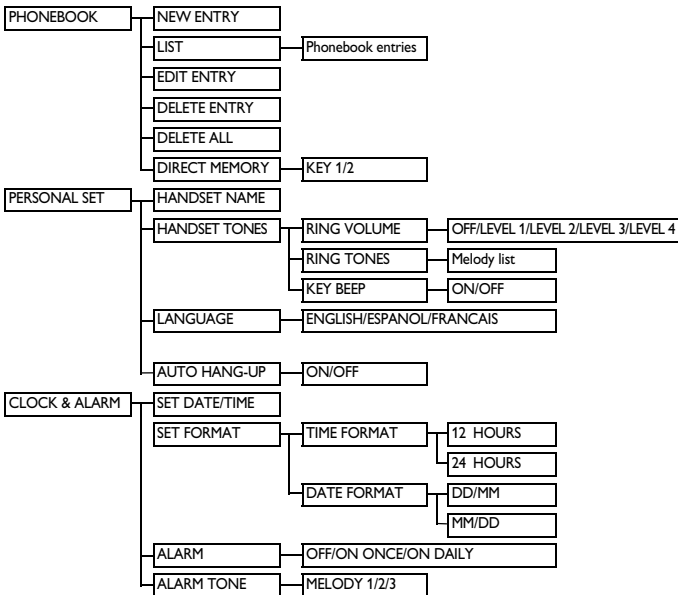 PHONEBOOK NEW ENTRY
LIST Phonebook entries
EDIT ENTRY
DELETE ENTRY
DELETE ALL
DIRECT MEMORY KEY 1/2
PERSONAL SET HANDSET NAME
HANDSET TONES RING VOLUME OFF/LEVEL 1/LEVEL 2/LEVEL 3/LEVEL 4
RING TONES Melody list
KEY BEEP ON/OFF
LANGUAGE ENGLISH/ESPANOL/FRANCAIS
AUTO HANG-UP ON/OFF
CLOCK & ALARM SET DATE/TIME
SET FORMAT TIME FORMAT 12 HOURS
24 HOURS
DATE FORMAT DD/MM
MM/DD
ALARM OFF/ON ONCE/ON DAILY
ALARM TONE MELODY 1/2/3